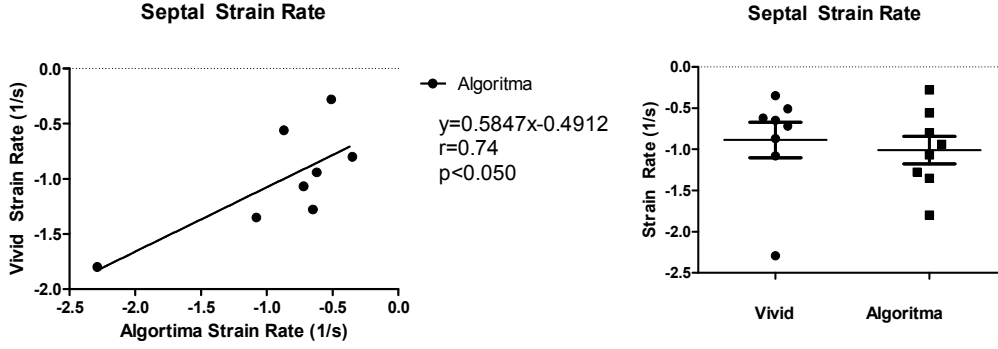 Septal Strain Rate
0.0
-0.5
-1.0
-1.5
-2.0
Vivid Strain Rate (1/s)
-2.5 -2.0 -1.5 -1.0 -0.5 0.0
Algortima Strain Rate (1/s)
Algoritma
y=0.5847x-0.4912
r=0.74
p<0.050
Septal Strain Rate
0.0
-0.5
-1.0
-1.5
-2.0
-2.5
Strain Rate (1/s)
Vivid Algoritma